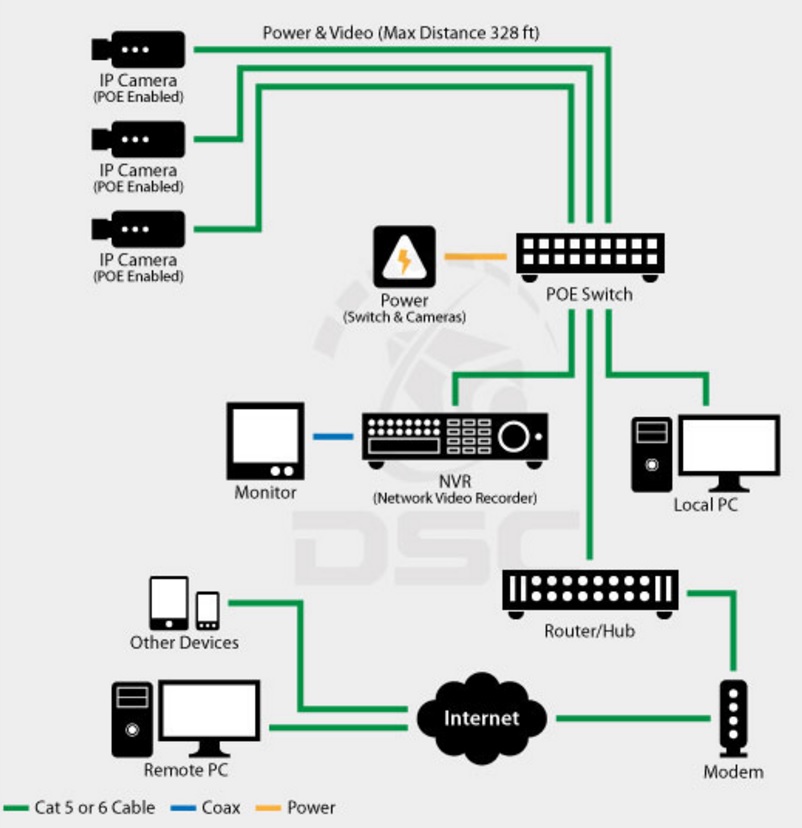 Power & Video (Max Distance 328 ft)
IP Camera
(POE Enabled)
IP Camera
(POE Enabled)
IP Camera
(POE Enabled)
Power
(Switch & Cameras)
POE Switch
Monitor
NVR
(Network Video Recorder)
Local PC
DSC
Other Devices
Router/Hub
Internet
Remote PC
Modem
Cat 5 or 6 Cable
Coax
Power